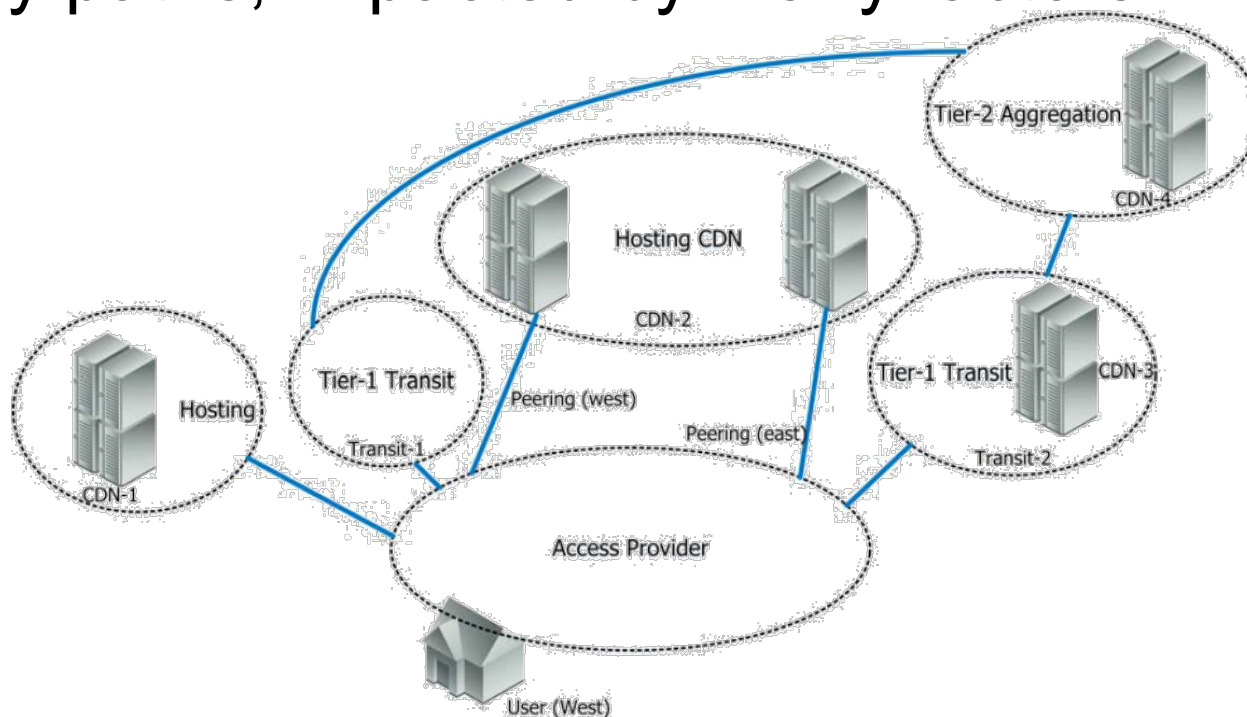 Tier-2 Aggregation
CDN-4
Hosting CDN
CDN-2
Tier-1 Transit
Transit-1
Peering (west)
Peering (east)
Tier-1 Transit
CDN-3
Transit-2
Hosting
CDN-1
Access Provider
User (West)